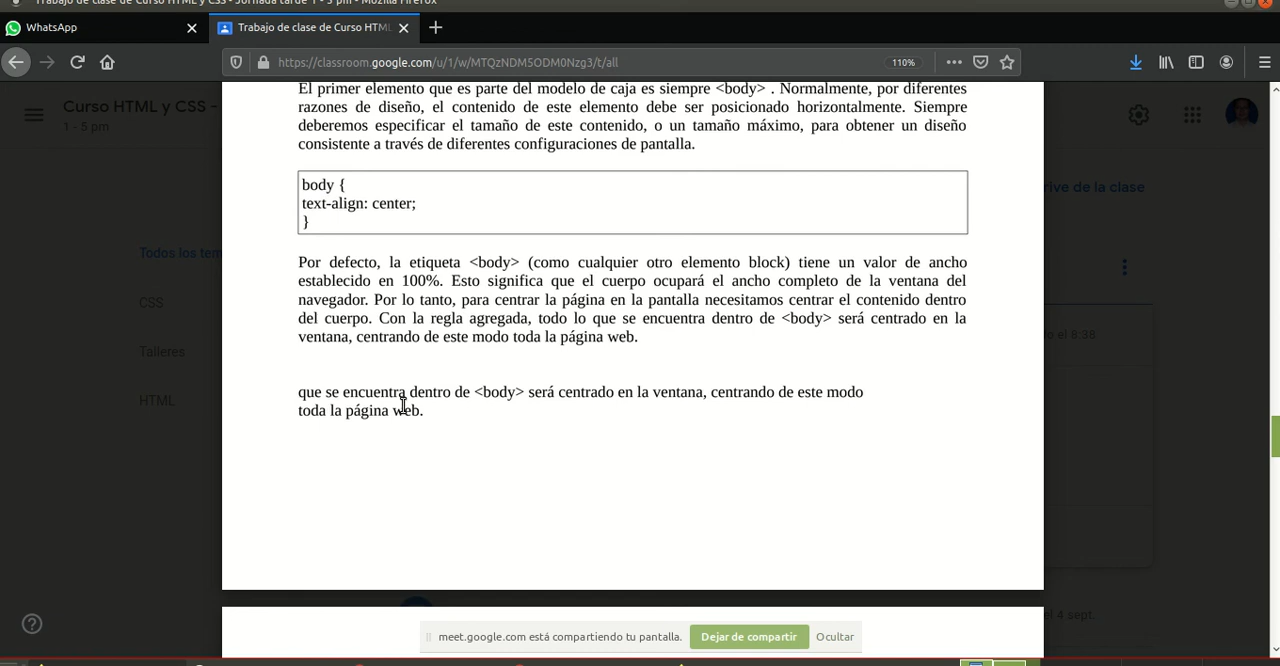 Trabajo de clase de Curso HTML y CSS - Jornada tarde 1 - 5 pm - Mozilla Firefox
WhatsApp
Trabajo de clase de Curso HTML
https://classroom.google.com/u/1/w/MTQzNDM5ODM0Nzg3/t/all
110%
Curso HTML y CSS -
1 - 5 pm
rive de la clase
Todos los tem
CSS
Talleres
HTML
o el 8:38
el 4 sept.
El primer elemento que es parte del modelo de caja es siempre <body> . Normalmente, por diferentes
razones de diseño, el contenido de este elemento debe ser posicionado horizontalmente. Siempre
deberemos especificar el tamaño de este contenido, o un tamaño máximo, para obtener un diseño
consistente a través de diferentes configuraciones de pantalla.
body {
text-align: center;
}
Por defecto, la etiqueta <body> (como cualquier otro elemento block) tiene un valor de ancho
establecido en 100%. Esto significa que el cuerpo ocupará el ancho completo de la ventana del
navegador. Por lo tanto, para centrar la página en la pantalla necesitamos centrar el contenido dentro
del cuerpo. Con la regla agregada, todo lo que se encuentra dentro de <body> será centrado en la
ventana, centrando de este modo toda la página web.
que se encuentra dentro de <body> será centrado en la ventana, centrando de este modo
toda la página web.
meet.google.com está compartiendo tu pantalla.
Dejar de compartir
Ocultar